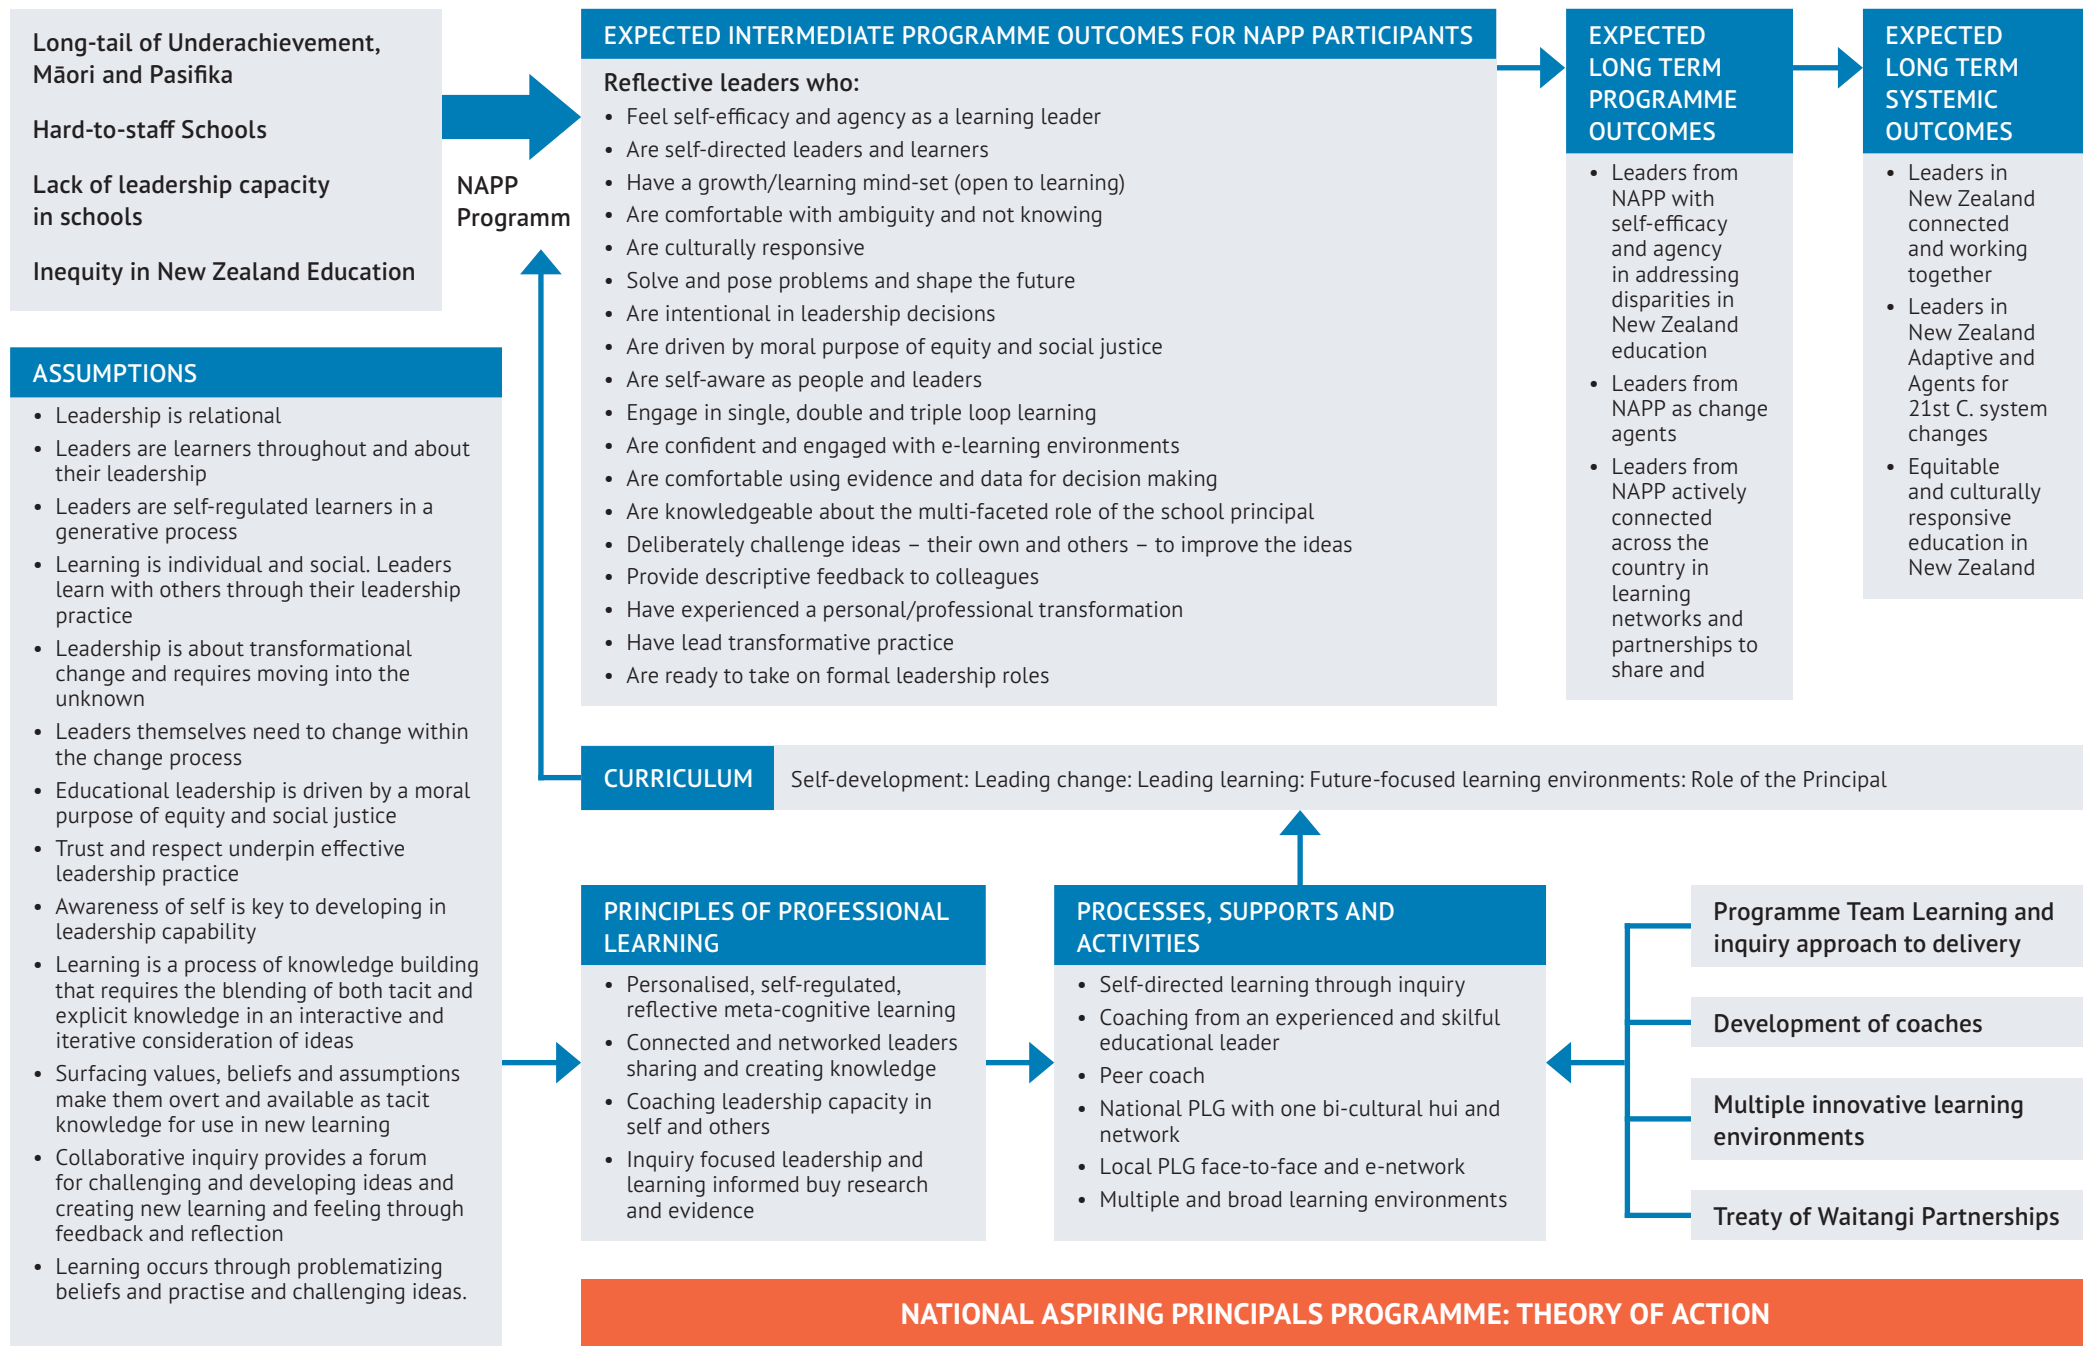 Long-tail of Underachievement,
Māori and Pasifika
Hard-to-staff Schools
Lack of leadership capacity
in schools
Inequity in New Zealand Education
NAPP
Programm
EXPECTED INTERMEDIATE PROGRAMME OUTCOMES FOR NAPP PARTICIPANTS
Reflective leaders who:
• Feel self-efficacy and agency as a learning leader
• Are self-directed leaders and learners
• Have a growth/learning mind-set (open to learning)
• Are comfortable with ambiguity and not knowing
• Are culturally responsive
• Solve and pose problems and shape the future
• Are intentional in leadership decisions
• Are driven by moral purpose of equity and social justice
• Are self-aware as people and leaders
• Engage in single, double and triple loop learning
• Are confident and engaged with e-learning environments
• Are comfortable using evidence and data for decision making
• Are knowledgeable about the multi-faceted role of the school principal
• Deliberately challenge ideas – their own and others – to improve the ideas
• Provide descriptive feedback to colleagues
• Have experienced a personal/professional transformation
• Have lead transformative practice
• Are ready to take on formal leadership roles
EXPECTED
LONG TERM
PROGRAMME
OUTCOMES
• Leaders from
NAPP with
self-efficacy
and agency
in addressing
disparities in
New Zealand
education
• Leaders from
NAPP as change
agents
• Leaders from
NAPP actively
connected
across the
country in
learning
networks and
partnerships to
share and
EXPECTED
LONG TERM
SYSTEMIC
OUTCOMES
• Leaders in
New Zealand
connected
and working
together
• Leaders in
New Zealand
Adaptive and
Agents for
21st C. system
changes
• Equitable
and culturally
responsive
education in
New Zealand
ASSUMPTIONS
• Leadership is relational
• Leaders are learners throughout and about
their leadership
• Leaders are self-regulated learners in a
generative process
• Learning is individual and social. Leaders
learn with others through their leadership
practice
• Leadership is about transformational
change and requires moving into the
unknown
• Leaders themselves need to change within
the change process
• Educational leadership is driven by a moral
purpose of equity and social justice
• Trust and respect underpin effective
leadership practice
• Awareness of self is key to developing in
leadership capability
• Learning is a process of knowledge building
that requires the blending of both tacit and
explicit knowledge in an interactive and
iterative consideration of ideas
• Surfacing values, beliefs and assumptions
make them overt and available as tacit
knowledge for use in new learning
• Collaborative inquiry provides a forum
for challenging and developing ideas and
creating new learning and feeling through
feedback and reflection
• Learning occurs through problematizing
beliefs and practise and challenging ideas.
CURRICULUM
Self-development: Leading change: Leading learning: Future-focused learning environments: Role of the Principal
PRINCIPLES OF PROFESSIONAL
LEARNING
• Personalised, self-regulated,
reflective meta-cognitive learning
• Connected and networked leaders
sharing and creating knowledge
• Coaching leadership capacity in
self and others
• Inquiry focused leadership and
learning informed buy research
and evidence
PROCESSES, SUPPORTS AND
ACTIVITIES
• Self-directed learning through inquiry
• Coaching from an experienced and skilful
educational leader
• Peer coach
• National PLG with one bi-cultural hui and
network
• Local PLG face-to-face and e-network
• Multiple and broad learning environments
Programme Team Learning and
inquiry approach to delivery
Development of coaches
Multiple innovative learning
environments
Treaty of Waitangi Partnerships
NATIONAL ASPIRING PRINCIPALS PROGRAMME: THEORY OF ACTION